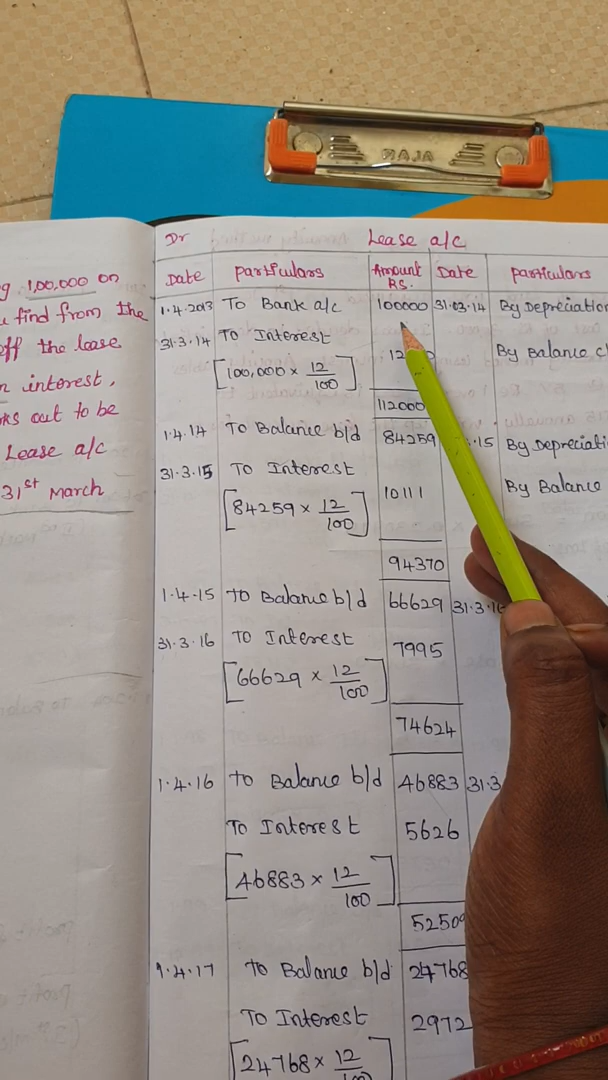 MAJA
g 1,00,000 on
find from the
off the lease
interest,
ks out to be
Lease a/c
31st March
Dr Lease a/c
Date Particulars Amount RS. Date particulars
1.4.2013 To Bank a/c 100000 31.03.14 By Depreciation
31.3.14 To Interest
[100,000 × 12/100] By Balance
112000
1.4.14 To Balance b/d 84259 .15 By Depreciati
31.3.15 To Interest
[84259 × 12/100] 10111 By Balance
94370
1.4.15 To Balance b/d 66629 31.3.16
31.3.16 To Interest 7995
[66629 × 12/100]
74624
1.4.16 To Balance b/d 46883 31.3
To Interest 5626
[46883 × 12/100]
52509
1.4.17 To Balance b/d 24768
To Interest 2972
[24768 × 12/100